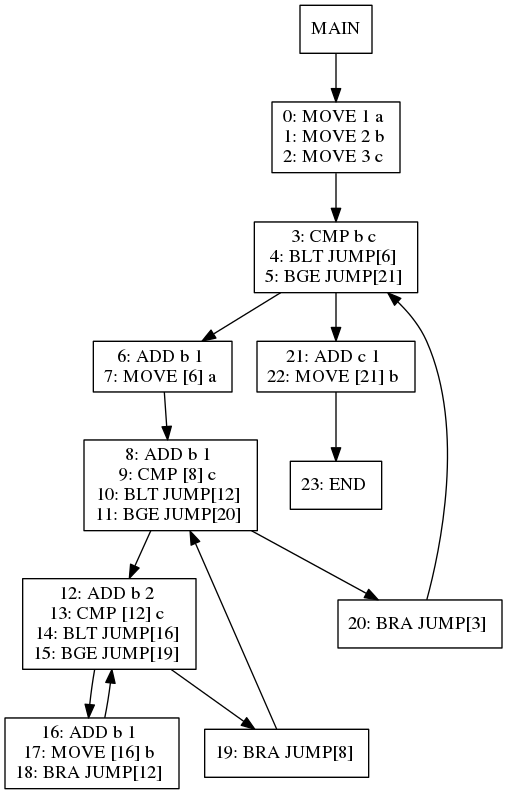 MAIN
0: MOVE 1 a
1: MOVE 2 b
2: MOVE 3 c
3: CMP b c
4: BLT JUMP[6]
5: BGE JUMP[21]
6: ADD b 1
7: MOVE [6] a
21: ADD c 1
22: MOVE [21] b
8: ADD b 1
9: CMP [8] c
10: BLT JUMP[12]
11: BGE JUMP[20]
23: END
12: ADD b 2
13: CMP [12] c
14: BLT JUMP[16]
15: BGE JUMP[19]
20: BRA JUMP[3]
16: ADD b 1
17: MOVE [16] b
18: BRA JUMP[12]
19: BRA JUMP[8]